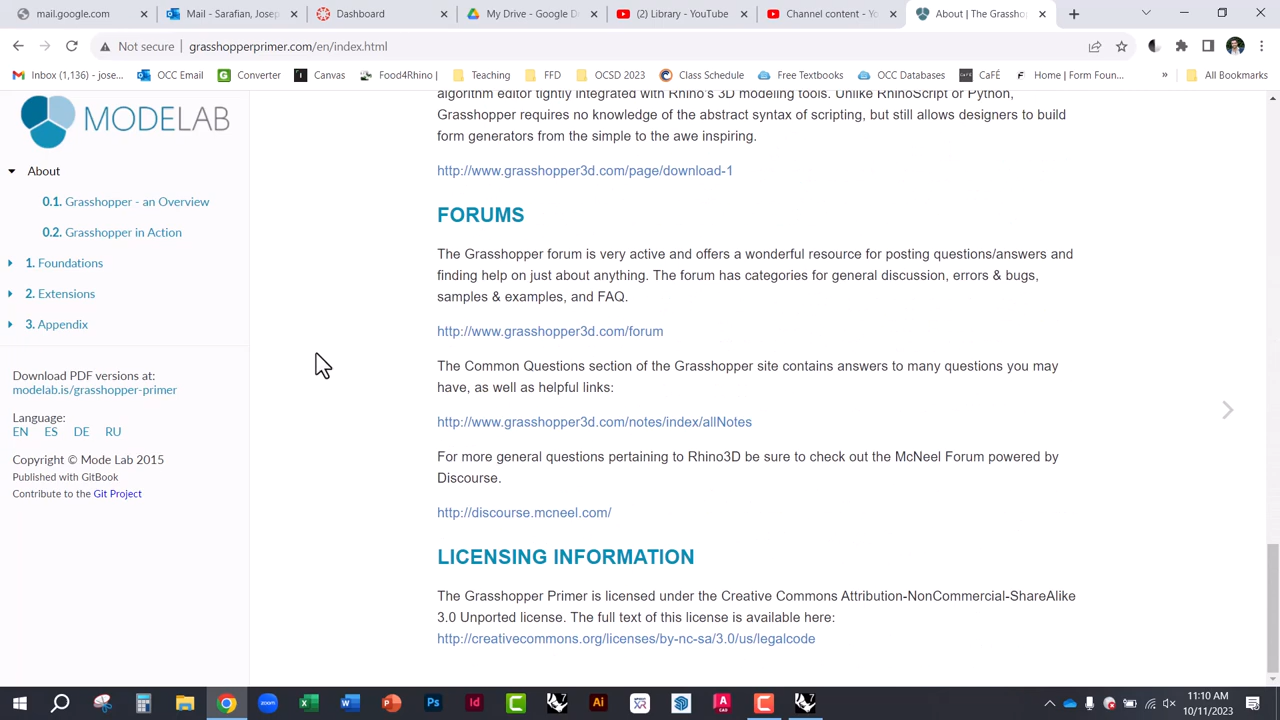 mail.google.com
Mail - Sarafian, Josep
Dashboard
My Drive - Google D
(2) Library - YouTube
Channel content - Yo
About | The Grassho
Not secure
grasshopperprimer.com/en/index.html
Inbox (1,136) - jose...
OCC Email
Converter
Canvas
Food4Rhino |
Teaching
FFD
OCSD 2023
Class Schedule
Free Textbooks
OCC Databases
CaFÉ
Home | Form Foun...
»
All Bookmarks
MODELAB
About
0.1. Grasshopper - an Overview
0.2. Grasshopper in Action
1. Foundations
2. Extensions
3. Appendix
Download PDF versions at:
modelab.is/grasshopper-primer
Language:
EN ES DE RU
Copyright © Mode Lab 2015
Published with GitBook
Contribute to the Git Project
algorithm editor tightly integrated with Rhino's 3D modeling tools. Unlike RhinoScript or Python,
Grasshopper requires no knowledge of the abstract syntax of scripting, but still allows designers to build
form generators from the simple to the awe inspiring.
http://www.grasshopper3d.com/page/download-1
FORUMS
The Grasshopper forum is very active and offers a wonderful resource for posting questions/answers and
finding help on just about anything. The forum has categories for general discussion, errors & bugs,
samples & examples, and FAQ.
http://www.grasshopper3d.com/forum
The Common Questions section of the Grasshopper site contains answers to many questions you may
have, as well as helpful links:
http://www.grasshopper3d.com/notes/index/allNotes
For more general questions pertaining to Rhino3D be sure to check out the McNeel Forum powered by
Discourse.
http://discourse.mcneel.com/
LICENSING INFORMATION
The Grasshopper Primer is licensed under the Creative Commons Attribution-NonCommercial-ShareAlike
3.0 Unported license. The full text of this license is available here:
http://creativecommons.org/licenses/by-nc-sa/3.0/us/legalcode
11:10 AM
10/11/2023